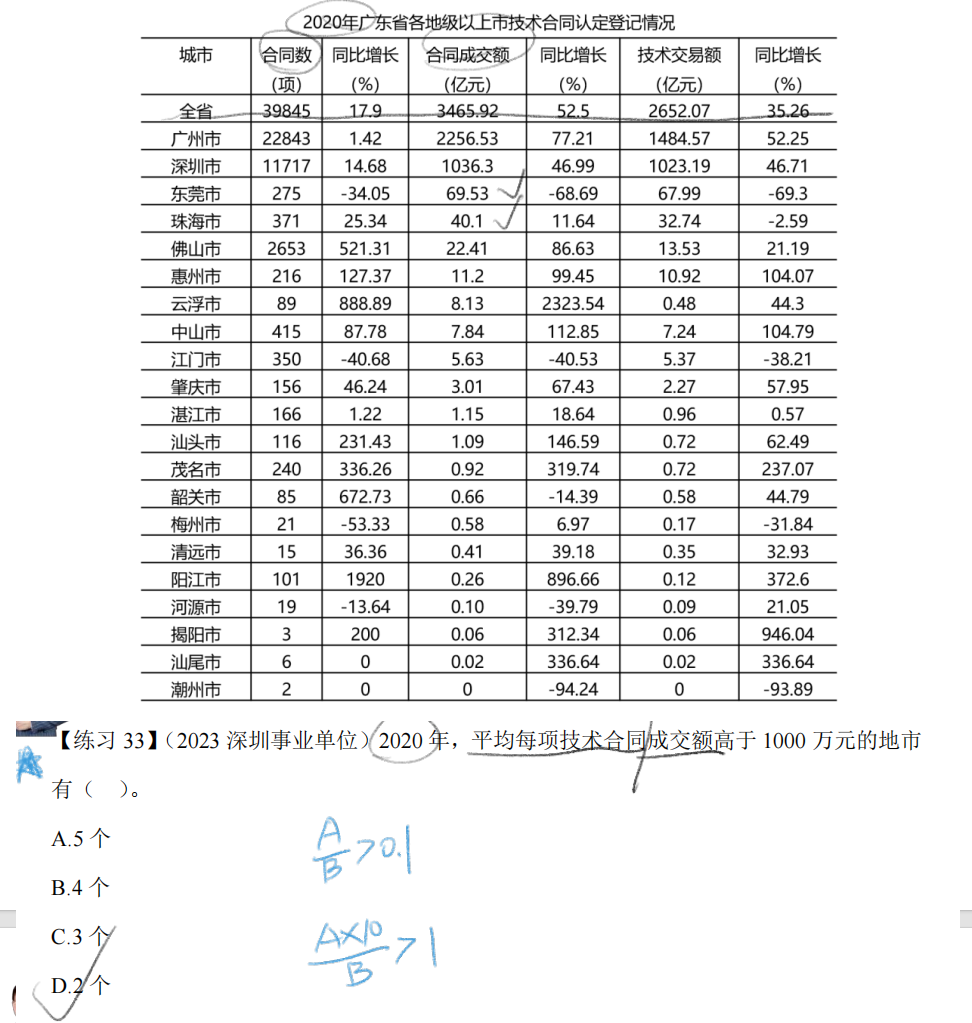 2020年广东省各地级以上市技术合同认定登记情况
城市 合同数(项) 同比增长(%) 合同成交额(亿元) 同比增长(%) 技术交易额(亿元) 同比增长(%)
全省 39845 17.9 3465.92 52.5 2652.07 35.26
广州市 22843 1.42 2256.53 77.21 1484.57 52.25
深圳市 11717 14.68 1036.3 46.99 1023.19 46.71
东莞市 275 -34.05 69.53 -68.69 67.99 -69.3
珠海市 371 25.34 40.1 11.64 32.74 -2.59
佛山市 2653 521.31 22.41 86.63 13.53 21.19
惠州市 216 127.37 11.2 99.45 10.92 104.07
云浮市 89 888.89 8.13 2323.54 0.48 44.3
中山市 415 87.78 7.84 112.85 7.24 104.79
江门市 350 -40.68 5.63 -40.53 5.37 -38.21
肇庆市 156 46.24 3.01 67.43 2.27 57.95
湛江市 166 1.22 1.15 18.64 0.96 0.57
汕头市 116 231.43 1.09 146.59 0.72 62.49
茂名市 240 336.26 0.92 319.74 0.72 237.07
韶关市 85 672.73 0.66 -14.39 0.58 44.79
梅州市 21 -53.33 0.58 6.97 0.17 -31.84
清远市 15 36.36 0.41 39.18 0.35 32.93
阳江市 101 1920 0.26 896.66 0.12 372.6
河源市 19 -13.64 0.10 -39.79 0.09 21.05
揭阳市 3 200 0.06 312.34 0.06 946.04
汕尾市 6 0 0.02 336.64 0.02 336.64
潮州市 2 0 0 -94.24 0 -93.89
【练习 33】（2023 深圳事业单位）2020 年，平均每项技术合同成交额高于 1000 万元的地市
有（ ）。
A.5 个
B.4 个
C.3 个
D.2 个
A/B>0.1
A×10/B>1